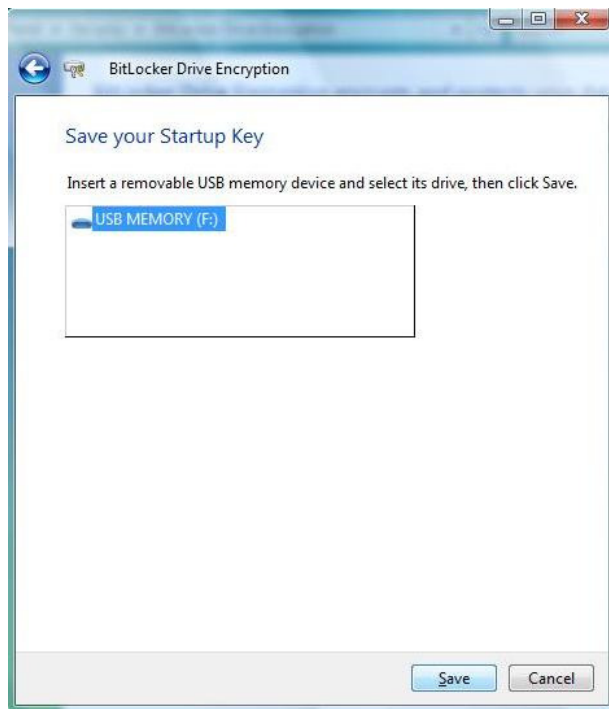 BitLocker Drive Encryption
Save your Startup Key
Insert a removable USB memory device and select its drive, then click Save.
USB MEMORY (F:)
Save
Cancel